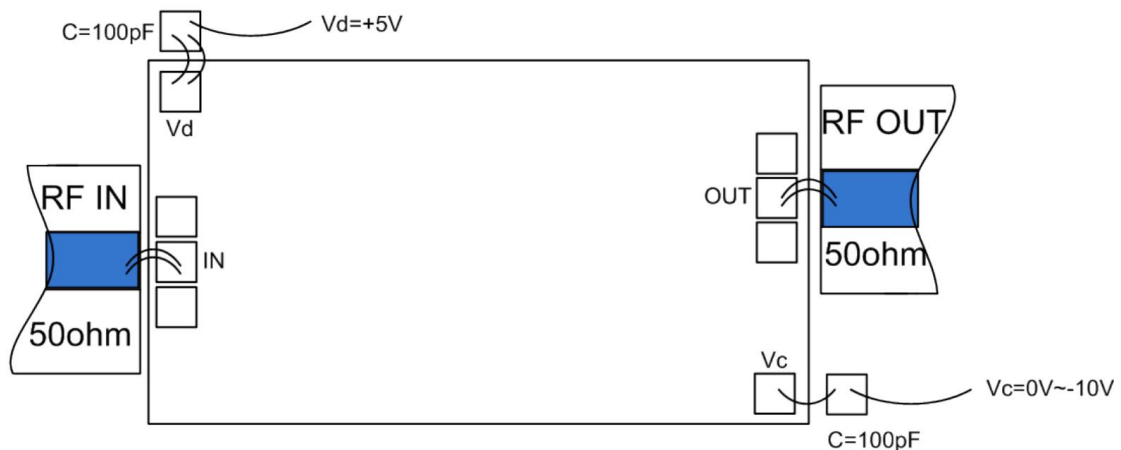 C=100pF
Vd=+5V
Vd
RF IN
IN
50ohm
RF OUT
OUT
50ohm
Vc
Vc=0V~-10V
C=100pF